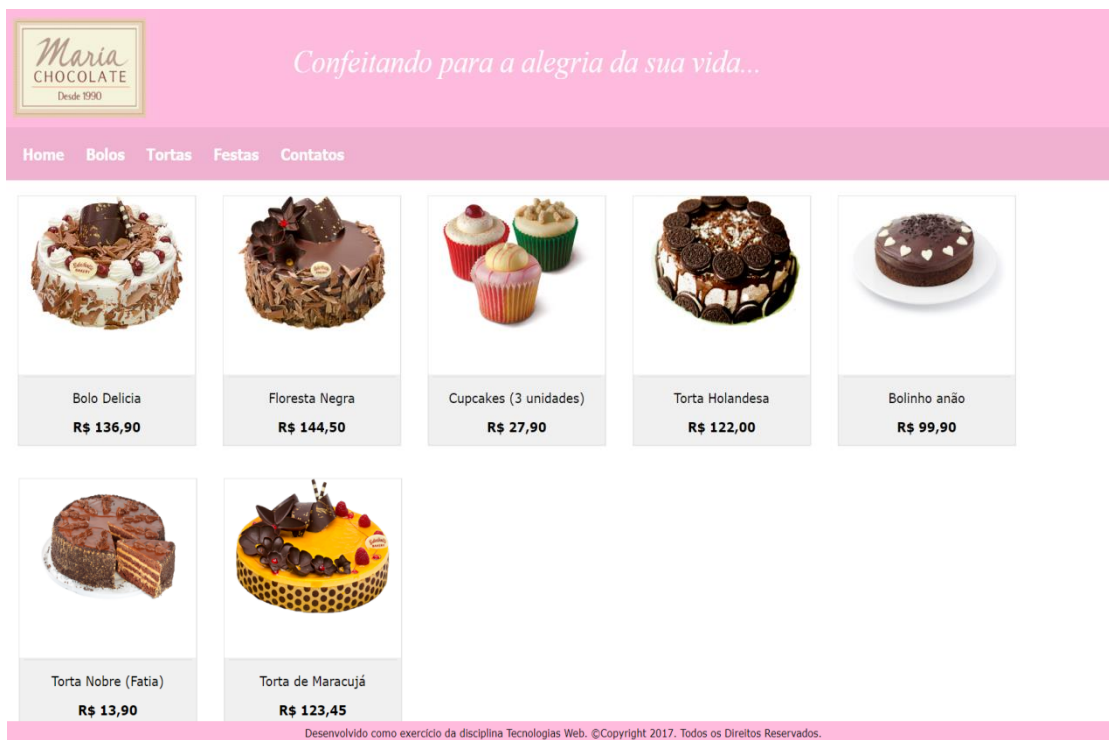 Maria
CHOCOLATE
Desde 1990
Confeitando para a alegria da sua vida...
Home Bolos Tortas Festas Contatos
Bolo Delicia Floresta Negra Cupcakes (3 unidades) Torta Holandesa Bolinho anão
R$ 136,90 R$ 144,50 R$ 27,90 R$ 122,00 R$ 99,90
Torta Nobre (Fatia) Torta de Maracujá
R$ 13,90 R$ 123,45
Desenvolvido como exercício da disciplina Tecnologias Web. ©Copyright 2017. Todos os Direitos Reservados.